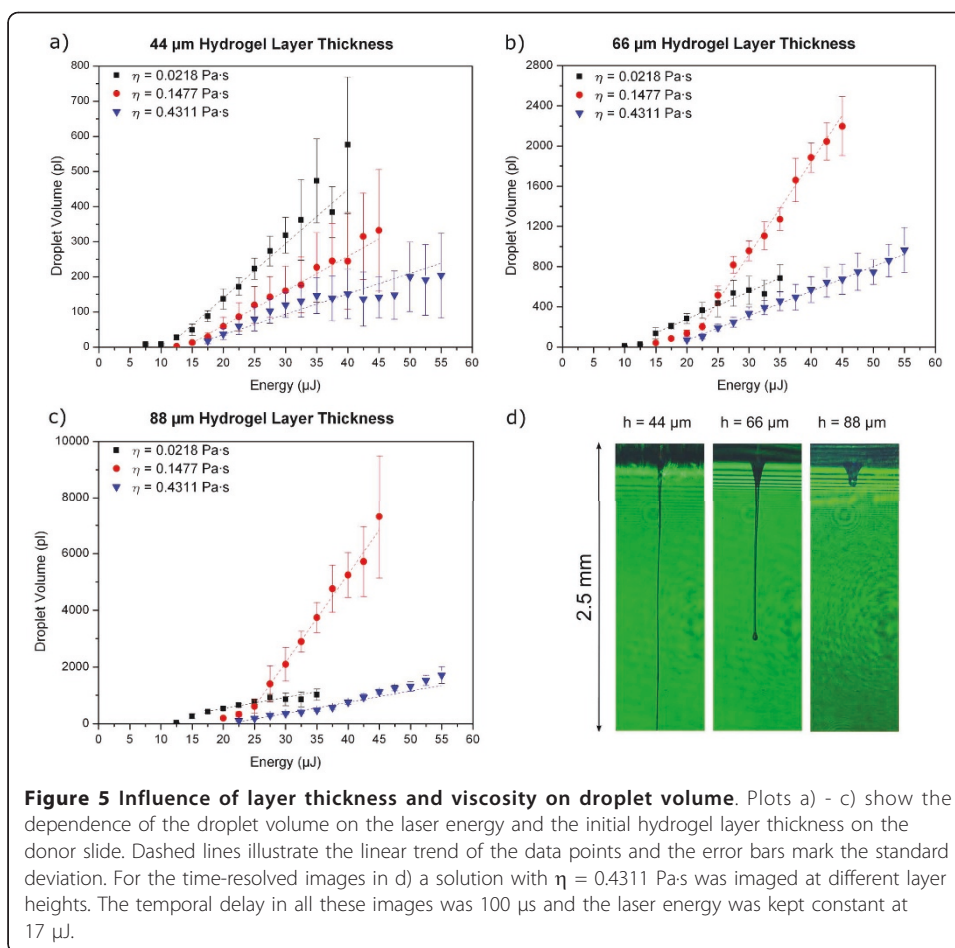 a)
44 µm Hydrogel Layer Thickness
800
700
600
500
400
300
200
100
0
Droplet Volume (pl)
η = 0.0218 Pa·s
η = 0.1477 Pa·s
η = 0.4311 Pa·s
0 5 10 15 20 25 30 35 40 45 50 55 60
Energy (µJ)
b)
66 µm Hydrogel Layer Thickness
2800
2400
2000
1600
1200
800
400
0
Droplet Volume (pl)
η = 0.0218 Pa·s
η = 0.1477 Pa·s
η = 0.4311 Pa·s
0 5 10 15 20 25 30 35 40 45 50 55 60
Energy (µJ)
c)
88 µm Hydrogel Layer Thickness
10000
8000
6000
4000
2000
0
Droplet Volume (pl)
η = 0.0218 Pa·s
η = 0.1477 Pa·s
η = 0.4311 Pa·s
0 5 10 15 20 25 30 35 40 45 50 55 60
Energy (µJ)
d)
h = 44 µm h = 66 µm h = 88 µm
2.5 mm
Figure 5 Influence of layer thickness and viscosity on droplet volume. Plots a) - c) show the
dependence of the droplet volume on the laser energy and the initial hydrogel layer thickness on the
donor slide. Dashed lines illustrate the linear trend of the data points and the error bars mark the standard
deviation. For the time-resolved images in d) a solution with η = 0.4311 Pa·s was imaged at different layer
heights. The temporal delay in all these images was 100 µs and the laser energy was kept constant at
17 µJ.